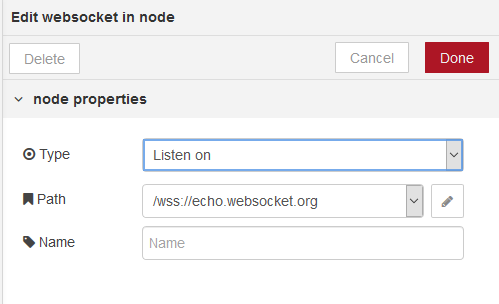 Edit websocket in node
Delete Cancel Done
node properties
Type Listen on
Path /wss://echo.websocket.org
Name Name